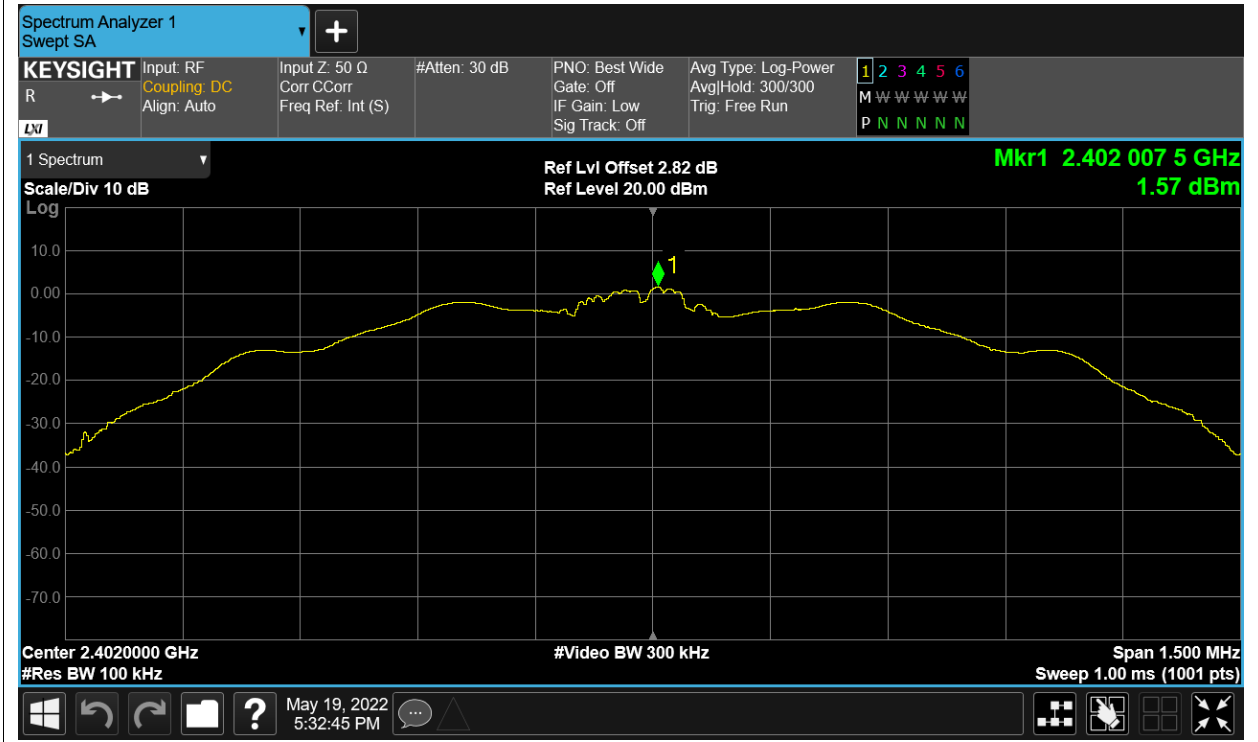 Spectrum Analyzer 1
Swept SA
+
KEYSIGHT
R
LXI
Input: RF
Coupling: DC
Align: Auto
Input Z: 50 Ω
Corr CCorr
Freq Ref: Int (S)
#Atten: 30 dB
PNO: Best Wide
Gate: Off
IF Gain: Low
Sig Track: Off
Avg Type: Log-Power
Avg|Hold: 300/300
Trig: Free Run
1 2 3 4 5 6
M W W W W W
P N N N N N
1 Spectrum
Scale/Div 10 dB
Log
Ref Lvl Offset 2.82 dB
Ref Level 20.00 dBm
Mkr1 2.402 007 5 GHz
1.57 dBm
10.0
1
0.00
-10.0
-20.0
-30.0
-40.0
-50.0
-60.0
-70.0
Center 2.4020000 GHz
#Video BW 300 kHz
Span 1.500 MHz
#Res BW 100 kHz
Sweep 1.00 ms (1001 pts)
?
May 19, 2022
5:32:45 PM